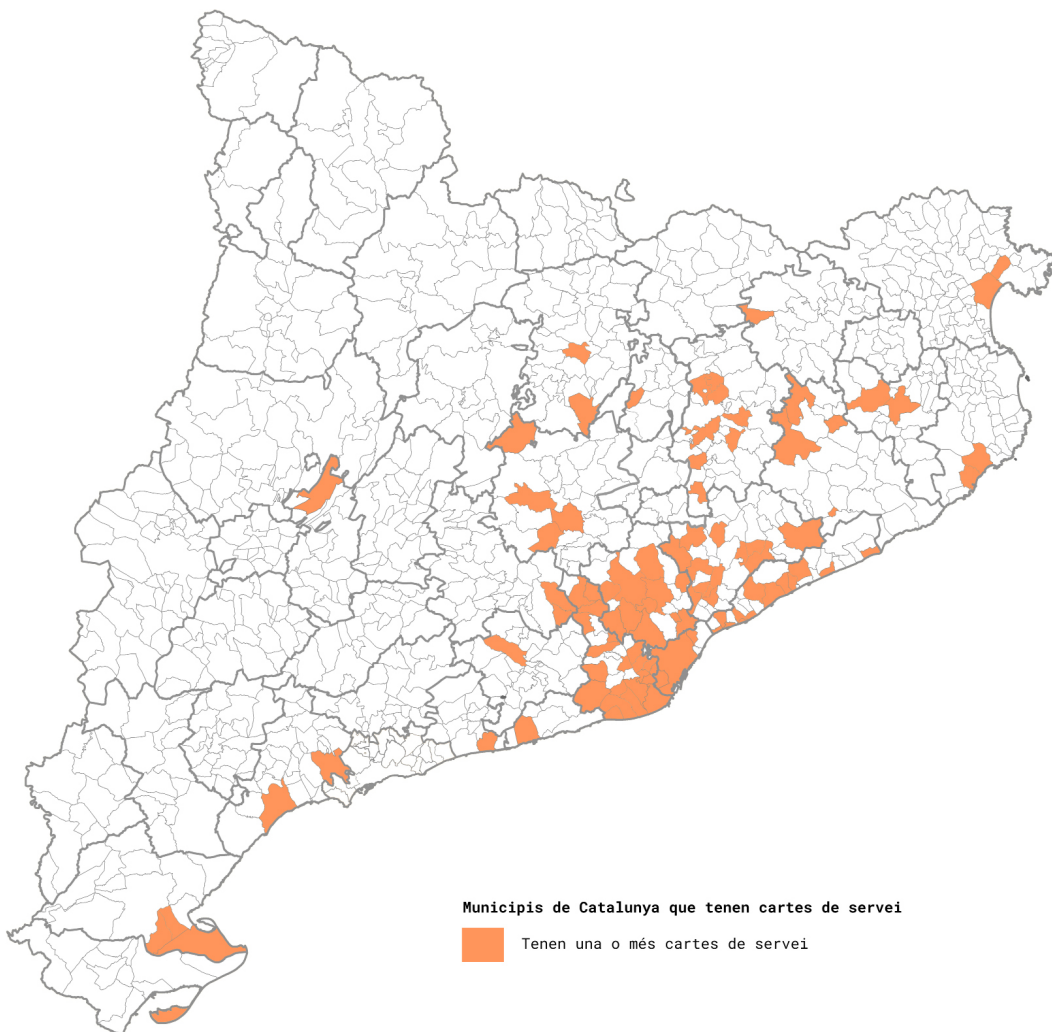 Municipis de Catalunya que tenen cartes de servei
Tenen una o més cartes de servei